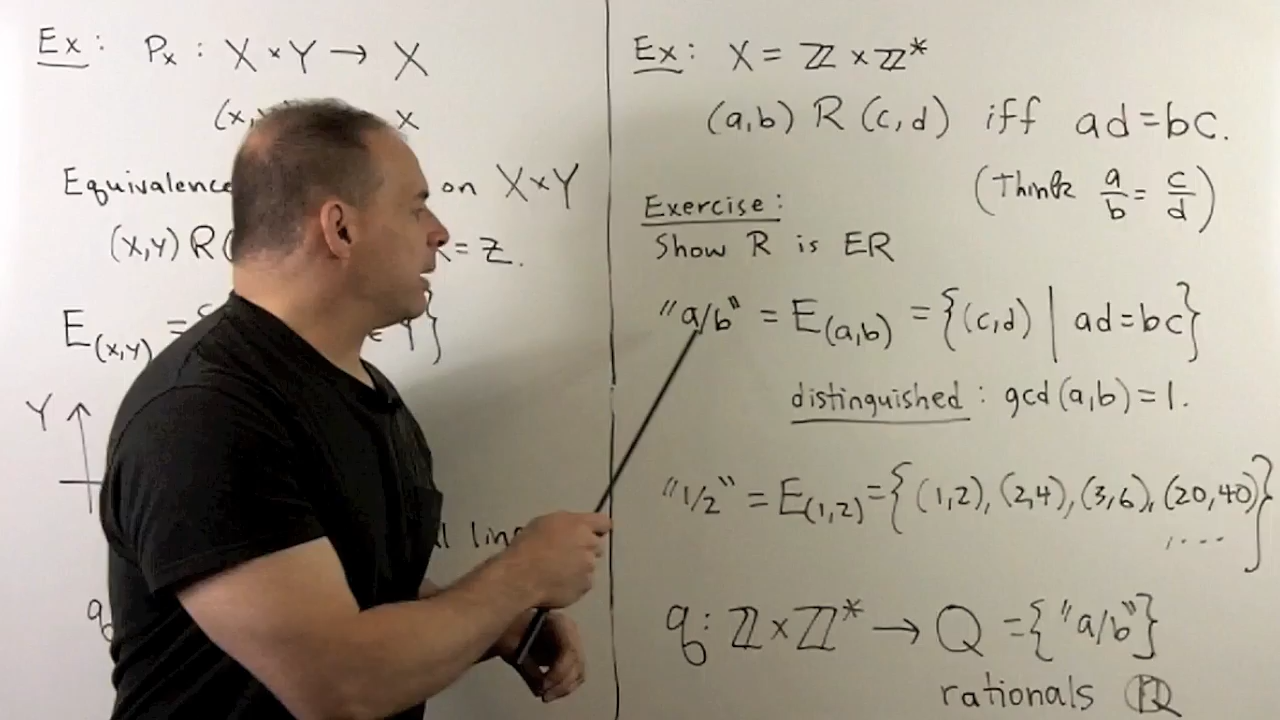 Ex: Pₓ : X × Y → X
(x, x
Equivalence on X×Y
(x,y) R( = z.
E(x,y) = }
Y
l line
q
Ex: X = ℤ × ℤ*
(a,b) R (c,d) iff ad = bc.
(Think a/b = c/d)
Exercise:
Show R is ER
"a/b" = E(a,b) = {(c,d) | ad = bc}
distinguished : gcd(a,b) = 1.
"1/2" = E(1,2) = {(1,2), (2,4), (3,6), (20,40)
....}
q: ℤ × ℤ* → Q = {"a/b"}
rationals ℚ